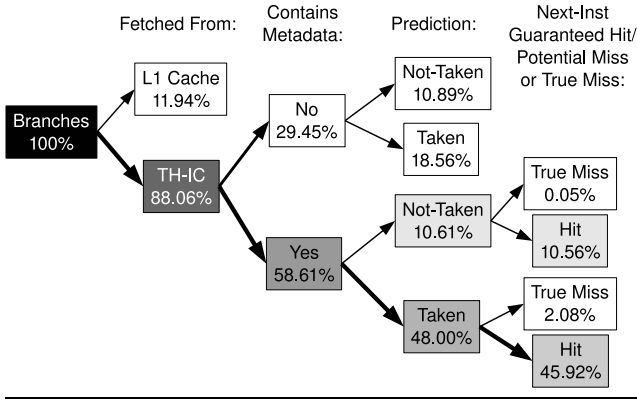 Fetched From:
Contains
Metadata:
Prediction:
Next-Inst
Guaranteed Hit/
Potential Miss
or True Miss:
Branches
100%
L1 Cache
11.94%
TH-IC
88.06%
No
29.45%
Yes
58.61%
Not-Taken
10.89%
Taken
18.56%
Not-Taken
10.61%
Taken
48.00%
True Miss
0.05%
Hit
10.56%
True Miss
2.08%
Hit
45.92%